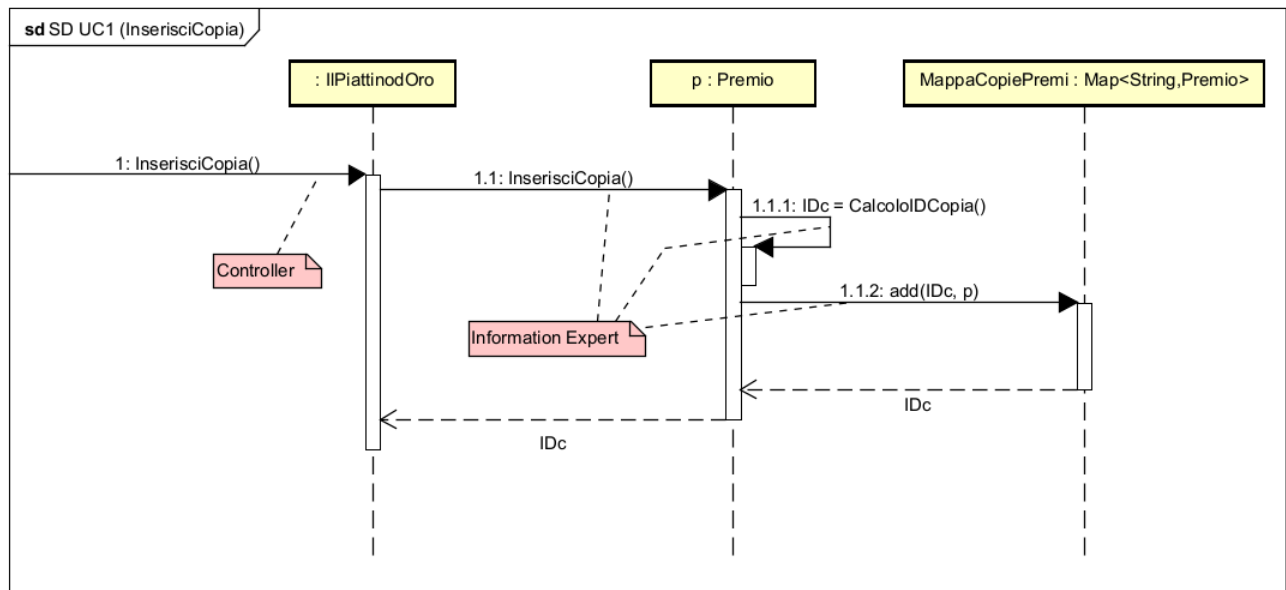 sd SD UC1 (InserisciCopia)
: IlPiattinodOro
p : Premio
MappaCopiePremi : Map<String,Premio>
1: InserisciCopia()
1.1: InserisciCopia()
1.1.1: IDc = CalcoloIDCopia()
Controller
1.1.2: add(IDc, p)
Information Expert
IDc
IDc